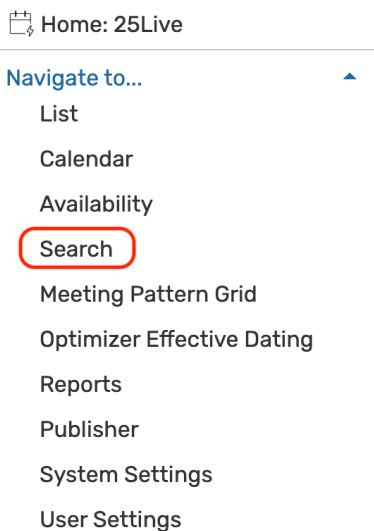 Home: 25Live
Navigate to...
List
Calendar
Availability
Search
Meeting Pattern Grid
Optimizer Effective Dating
Reports
Publisher
System Settings
User Settings